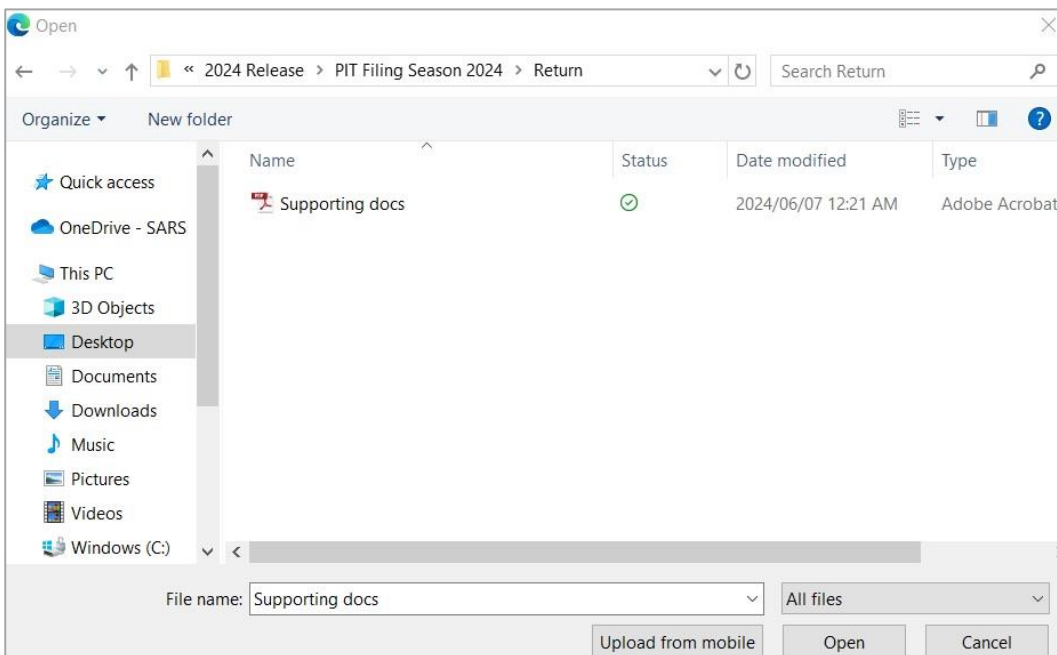 Open
« 2024 Release > PIT Filing Season 2024 > Return
Search Return
Organize
New folder
Name
Status
Date modified
Type
Quick access
OneDrive - SARS
This PC
3D Objects
Desktop
Documents
Downloads
Music
Pictures
Videos
Windows (C:)
Supporting docs
2024/06/07 12:21 AM
Adobe Acrobat
File name:
Supporting docs
All files
Upload from mobile
Open
Cancel